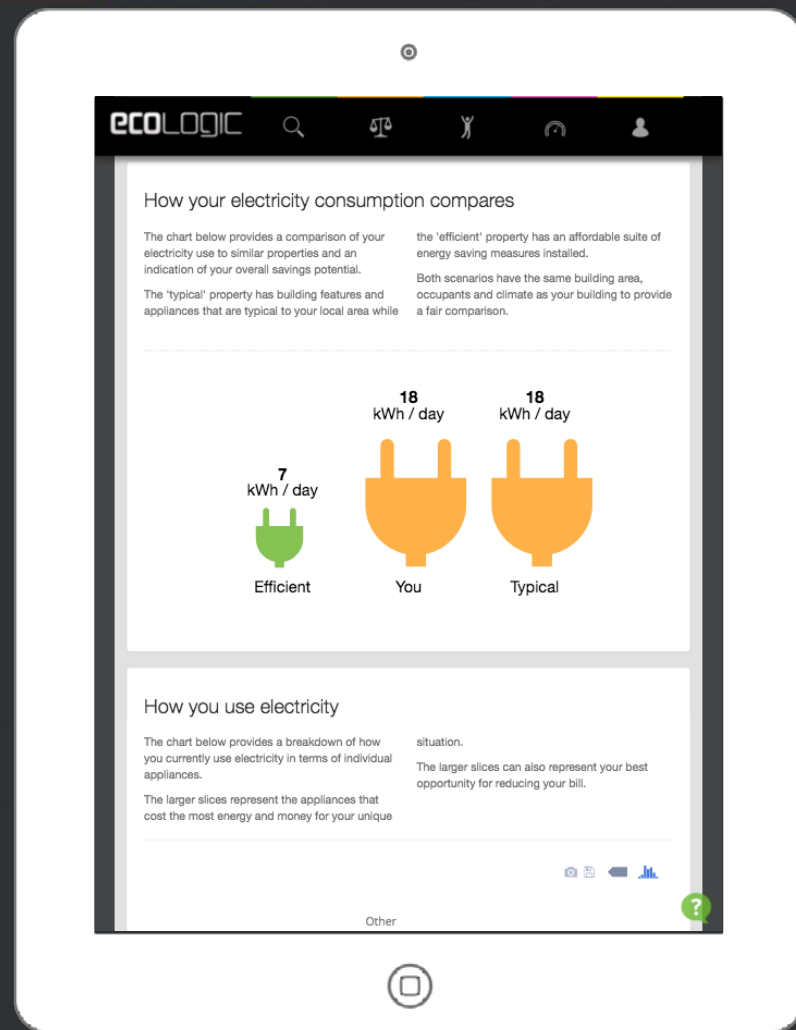 ecoLOGIC
How your electricity consumption compares
The chart below provides a comparison of your
electricity use to similar properties and an
indication of your overall savings potential.
The 'typical' property has building features and
appliances that are typical to your local area while
the 'efficient' property has an affordable suite of
energy saving measures installed.
Both scenarios have the same building area,
occupants and climate as your building to provide
a fair comparison.
7
kWh / day
Efficient
18
kWh / day
You
18
kWh / day
Typical
How you use electricity
The chart below provides a breakdown of how
you currently use electricity in terms of individual
appliances.
The larger slices represent the appliances that
cost the most energy and money for your unique
situation.
The larger slices can also represent your best
opportunity for reducing your bill.
Other
?